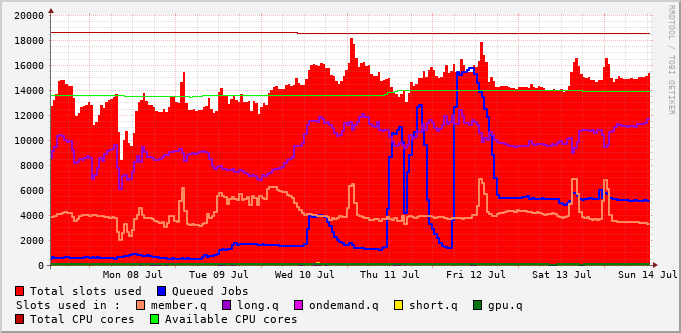 20000
18000
16000
14000
12000
10000
8000
6000
4000
2000
0
Mon 08 Jul Tue 09 Jul Wed 10 Jul Thu 11 Jul Fri 12 Jul Sat 13 Jul Sun 14 Jul
RRDTOOL / TOBI OETIKER
Total slots used Queued Jobs
Slots used in : member.q long.q ondemand.q short.q gpu.q
Total CPU cores Available CPU cores